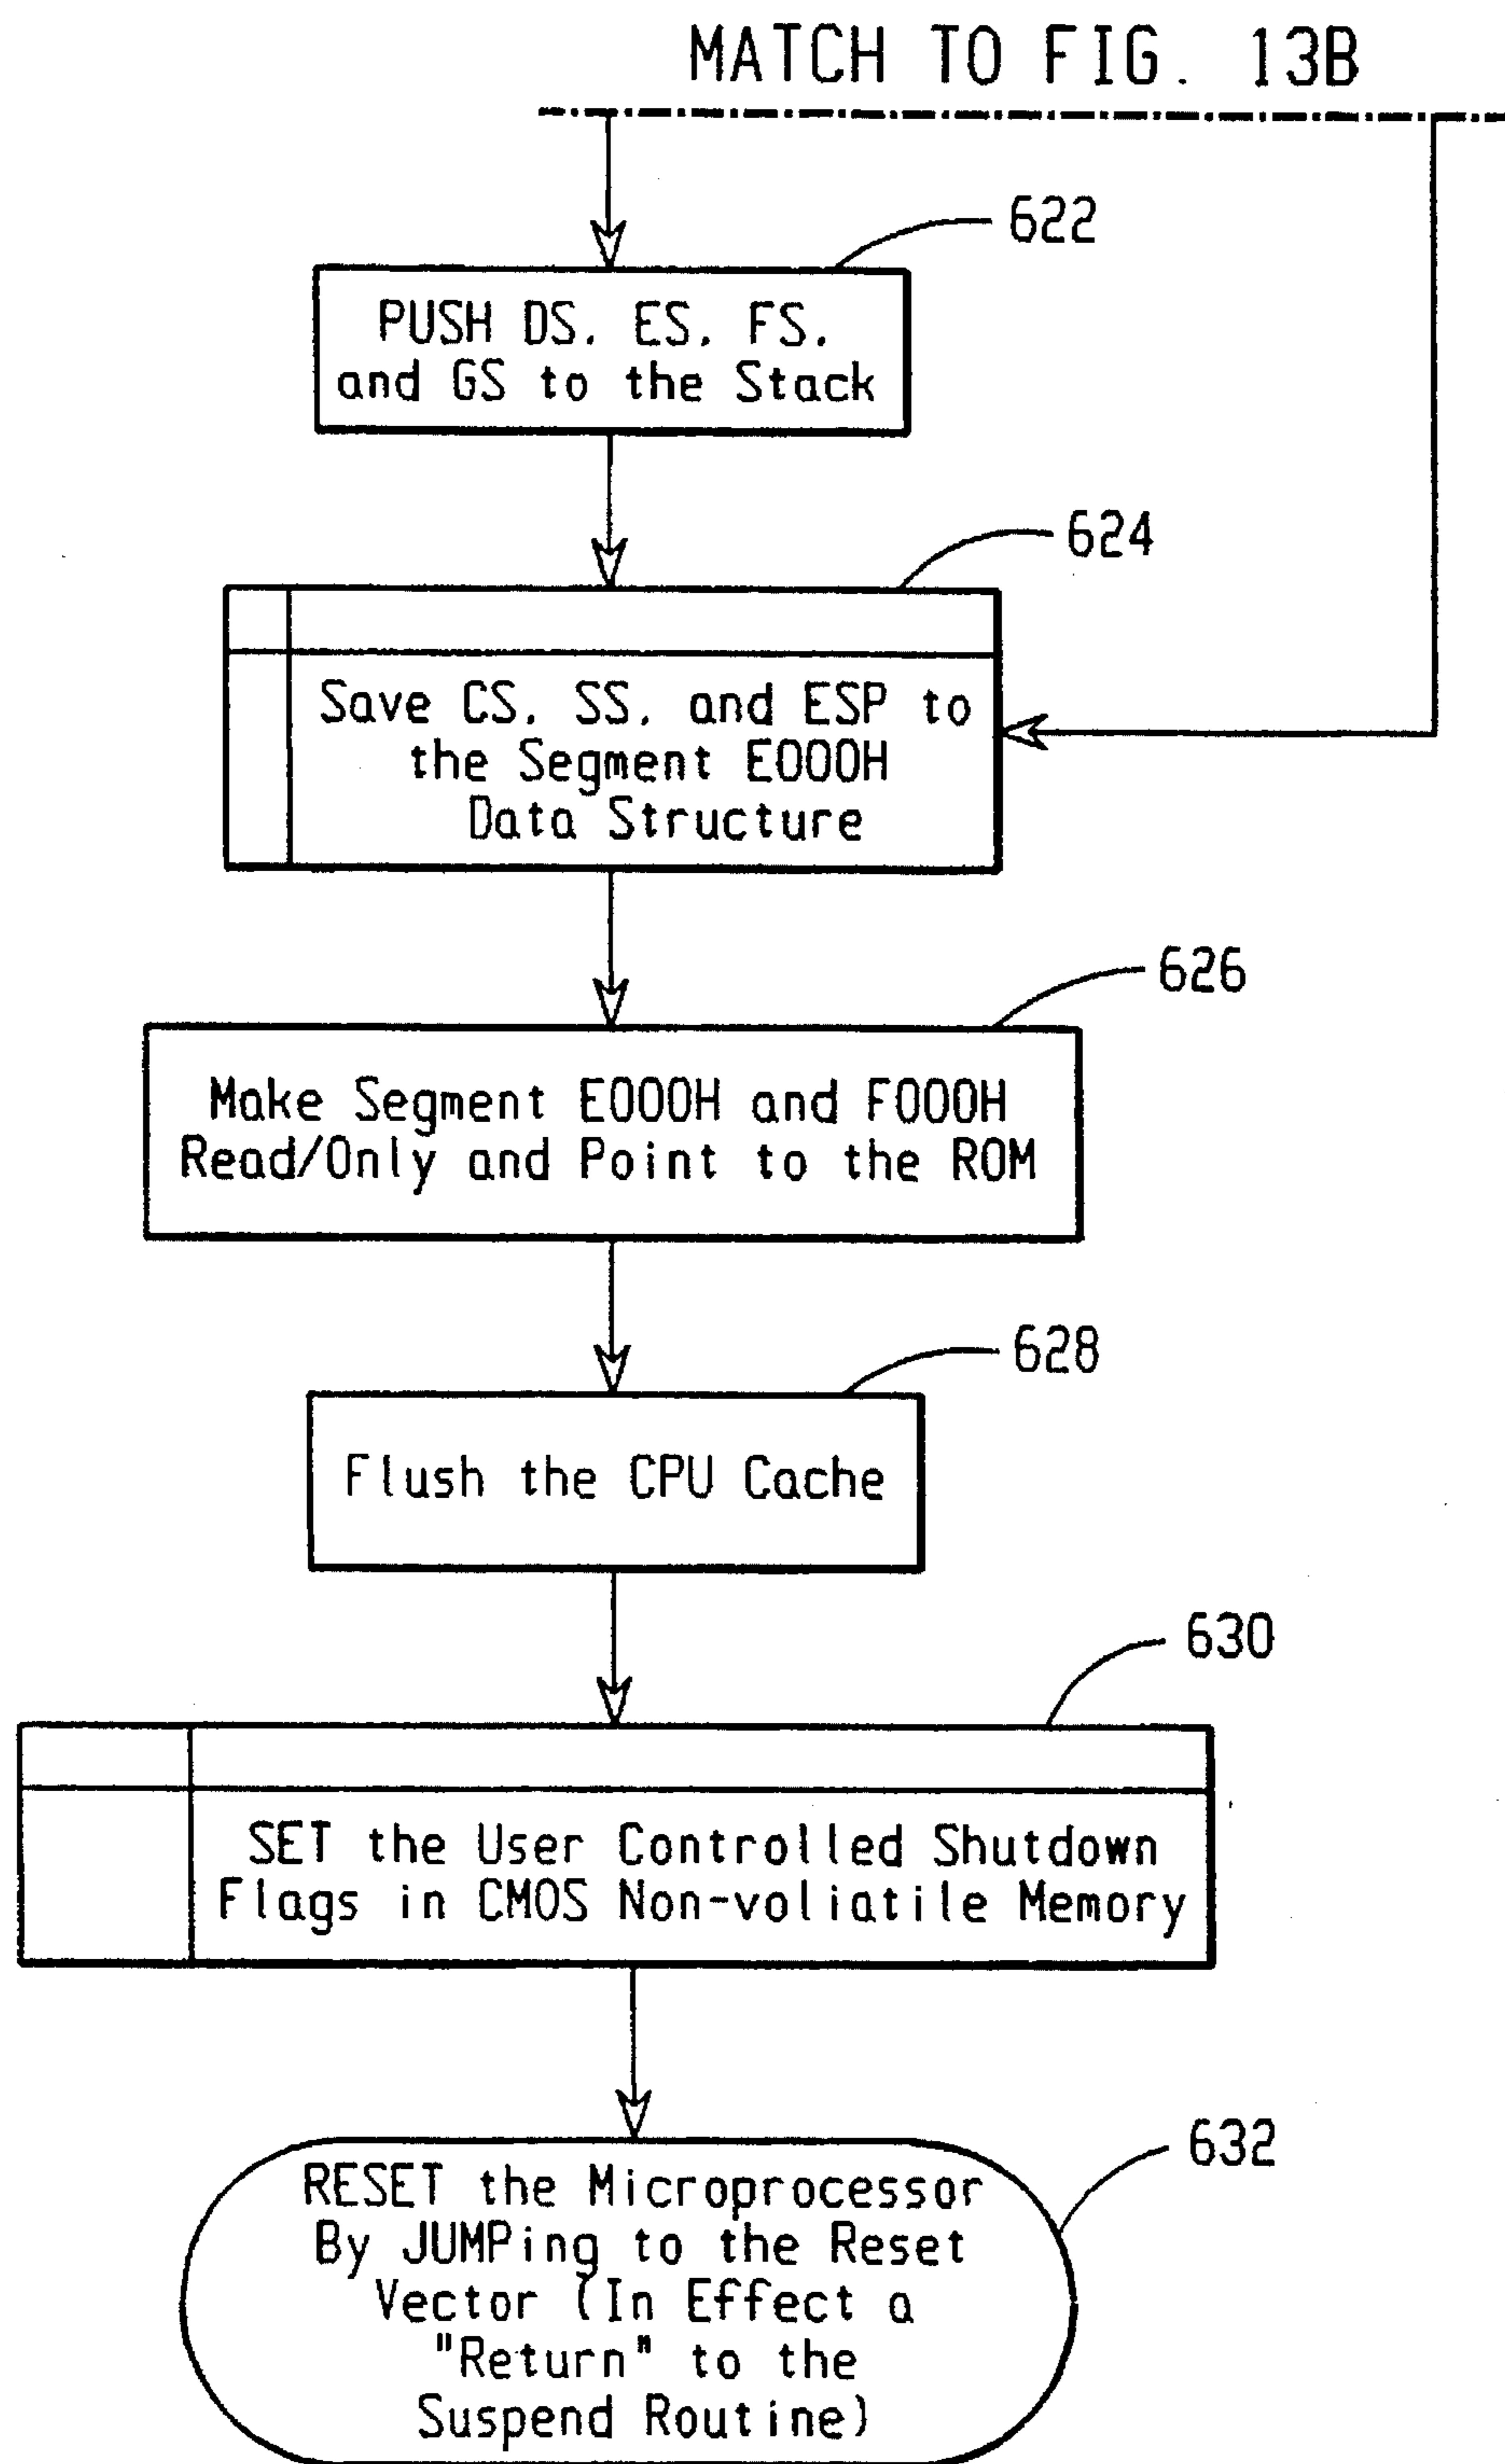 MATCH TO FIG. 13B
622
PUSH DS, ES, FS,
and GS to the Stack
624
Save CS, SS, and ESP to
the Segment E000H
Data Structure
626
Make Segment E000H and F000H
Read/Only and Point to the ROM
628
Flush the CPU Cache
630
SET the User Controlled Shutdown
Flags in CMOS Non-voliatile Memory
632
RESET the Microprocessor
By JUMPing to the Reset
Vector (In Effect a
"Return" to the
Suspend Routine)